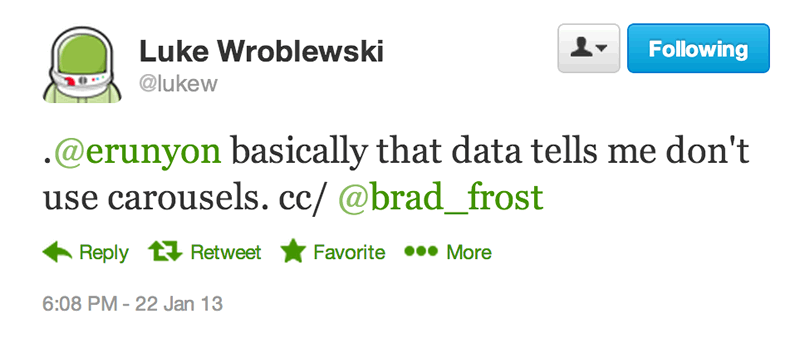 Luke Wroblewski
@lukew
Following
.@erunyon basically that data tells me don't
use carousels. cc/ @brad_frost
Reply Retweet Favorite More
6:08 PM - 22 Jan 13